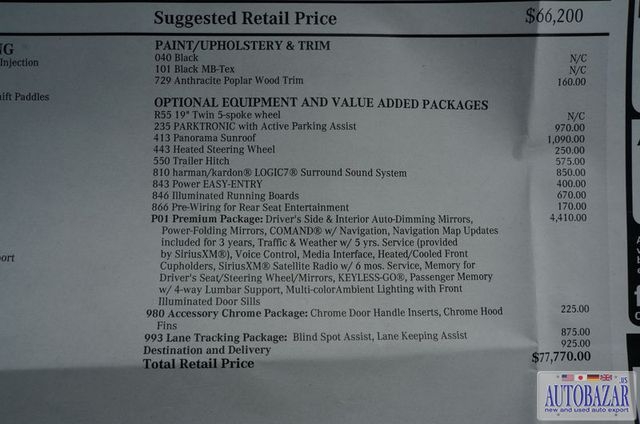 Suggested Retail Price $66,200
NG
PAINT/UPHOLSTERY & TRIM
Injection
040 Black N/C
101 Black MB-Tex N/C
729 Anthracite Poplar Wood Trim 160.00
hift Paddles
OPTIONAL EQUIPMENT AND VALUE ADDED PACKAGES
R55 19" Twin 5-spoke wheel N/C
235 PARKTRONIC with Active Parking Assist 970.00
413 Panorama Sunroof 1,090.00
443 Heated Steering Wheel 250.00
550 Trailer Hitch 575.00
810 harman/kardon® LOGIC7® Surround Sound System 850.00
843 Power EASY-ENTRY 400.00
846 Illuminated Running Boards 670.00
866 Pre-Wiring for Rear Seat Entertainment 170.00
P01 Premium Package: Driver's Side & Interior Auto-Dimming Mirrors, 4,410.00
Power-Folding Mirrors, COMAND® w/ Navigation, Navigation Map Updates
included for 3 years, Traffic & Weather w/ 5 yrs. Service (provided
by SiriusXM®), Voice Control, Media Interface, Heated/Cooled Front
port
Cupholders, SiriusXM® Satellite Radio w/ 6 mos. Service, Memory for
Driver's Seat/Steering Wheel/Mirrors, KEYLESS-GO®, Passenger Memory
w/ 4-way Lumbar Support, Multi-colorAmbient Lighting with Front
Illuminated Door Sills
980 Accessory Chrome Package: Chrome Door Handle Inserts, Chrome Hood 225.00
Fins
993 Lane Tracking Package: Blind Spot Assist, Lane Keeping Assist 875.00
Destination and Delivery 925.00
Total Retail Price $77,770.00
.US
AUTOBAZAR
new and used auto export